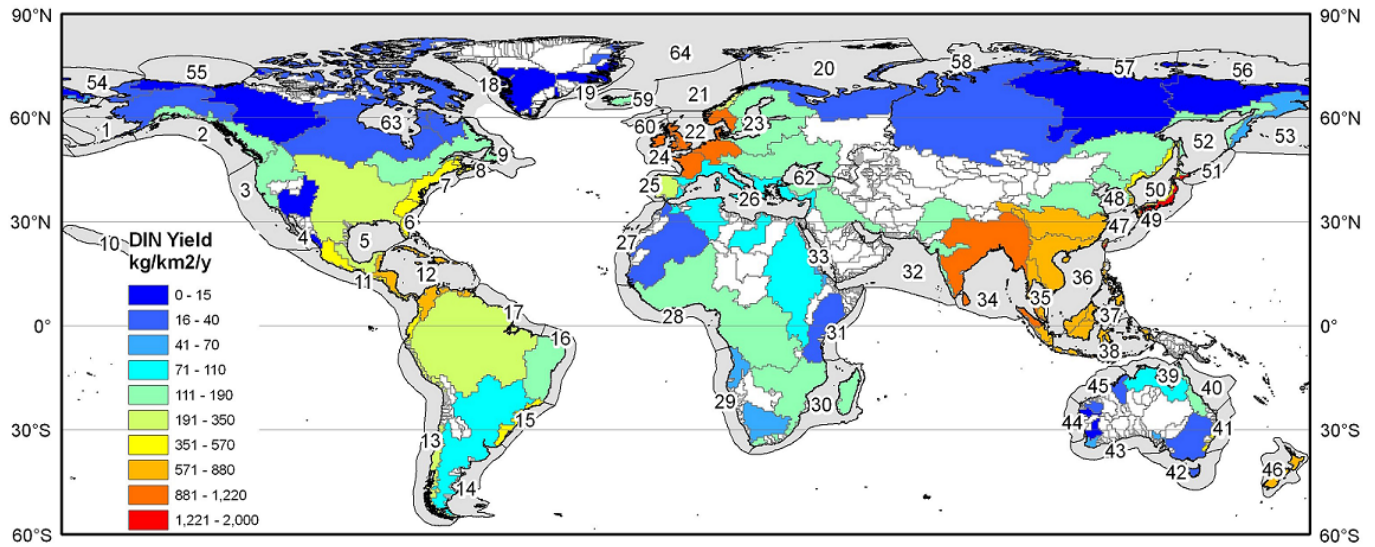 90°N 90°N
64
55 20 58 57 56
54 18 19 21
59
60°N 63 60 22 23 52 53 60°N
1 2 9 24 51
8 25 62 50
3 7 26 48
30°N 6 47 49 30°N
4 5 27 33
10 DIN Yield 32 36
kg/km2/y 12 34 35
11 17 28 37
0 - 15
16 - 40
0° 16 31 38 0°
41 - 70
71 - 110 39
111 - 190 45 40
191 - 350 29 30
15 44 41
30°S 351 - 570 13 43 30°S
571 - 880 14 42 46
881 - 1,220
1,221 - 2,000
60°S 60°S